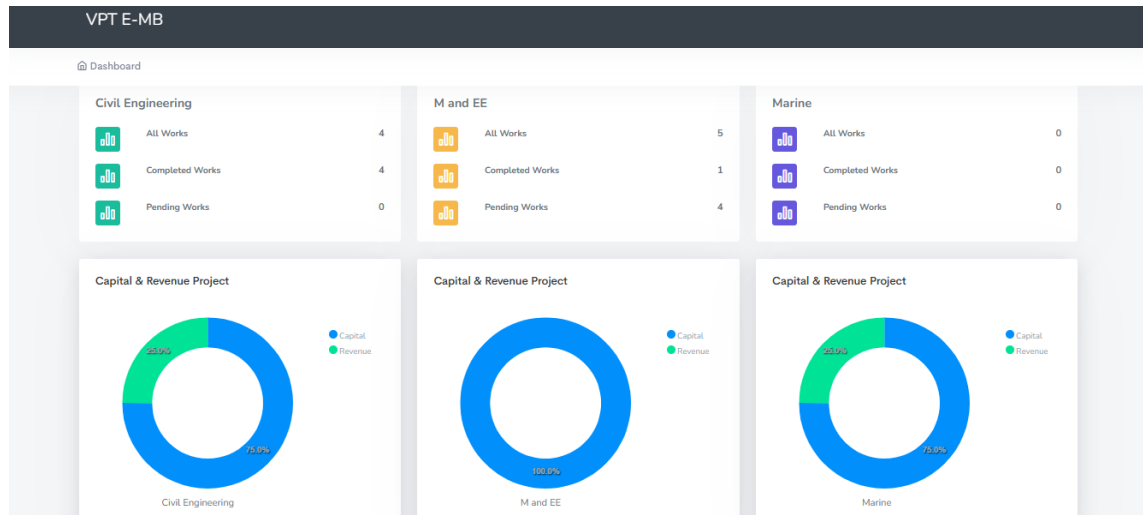 VPT E-MB
Dashboard
Civil Engineering
All Works 4
Completed Works 4
Pending Works 0
M and EE
All Works 5
Completed Works 1
Pending Works 4
Marine
All Works 0
Completed Works 0
Pending Works 0
Capital & Revenue Project
Capital
Revenue
25.0%
75.0%
Civil Engineering
Capital & Revenue Project
Capital
Revenue
100.0%
M and EE
Capital & Revenue Project
Capital
Revenue
25.0%
75.0%
Marine